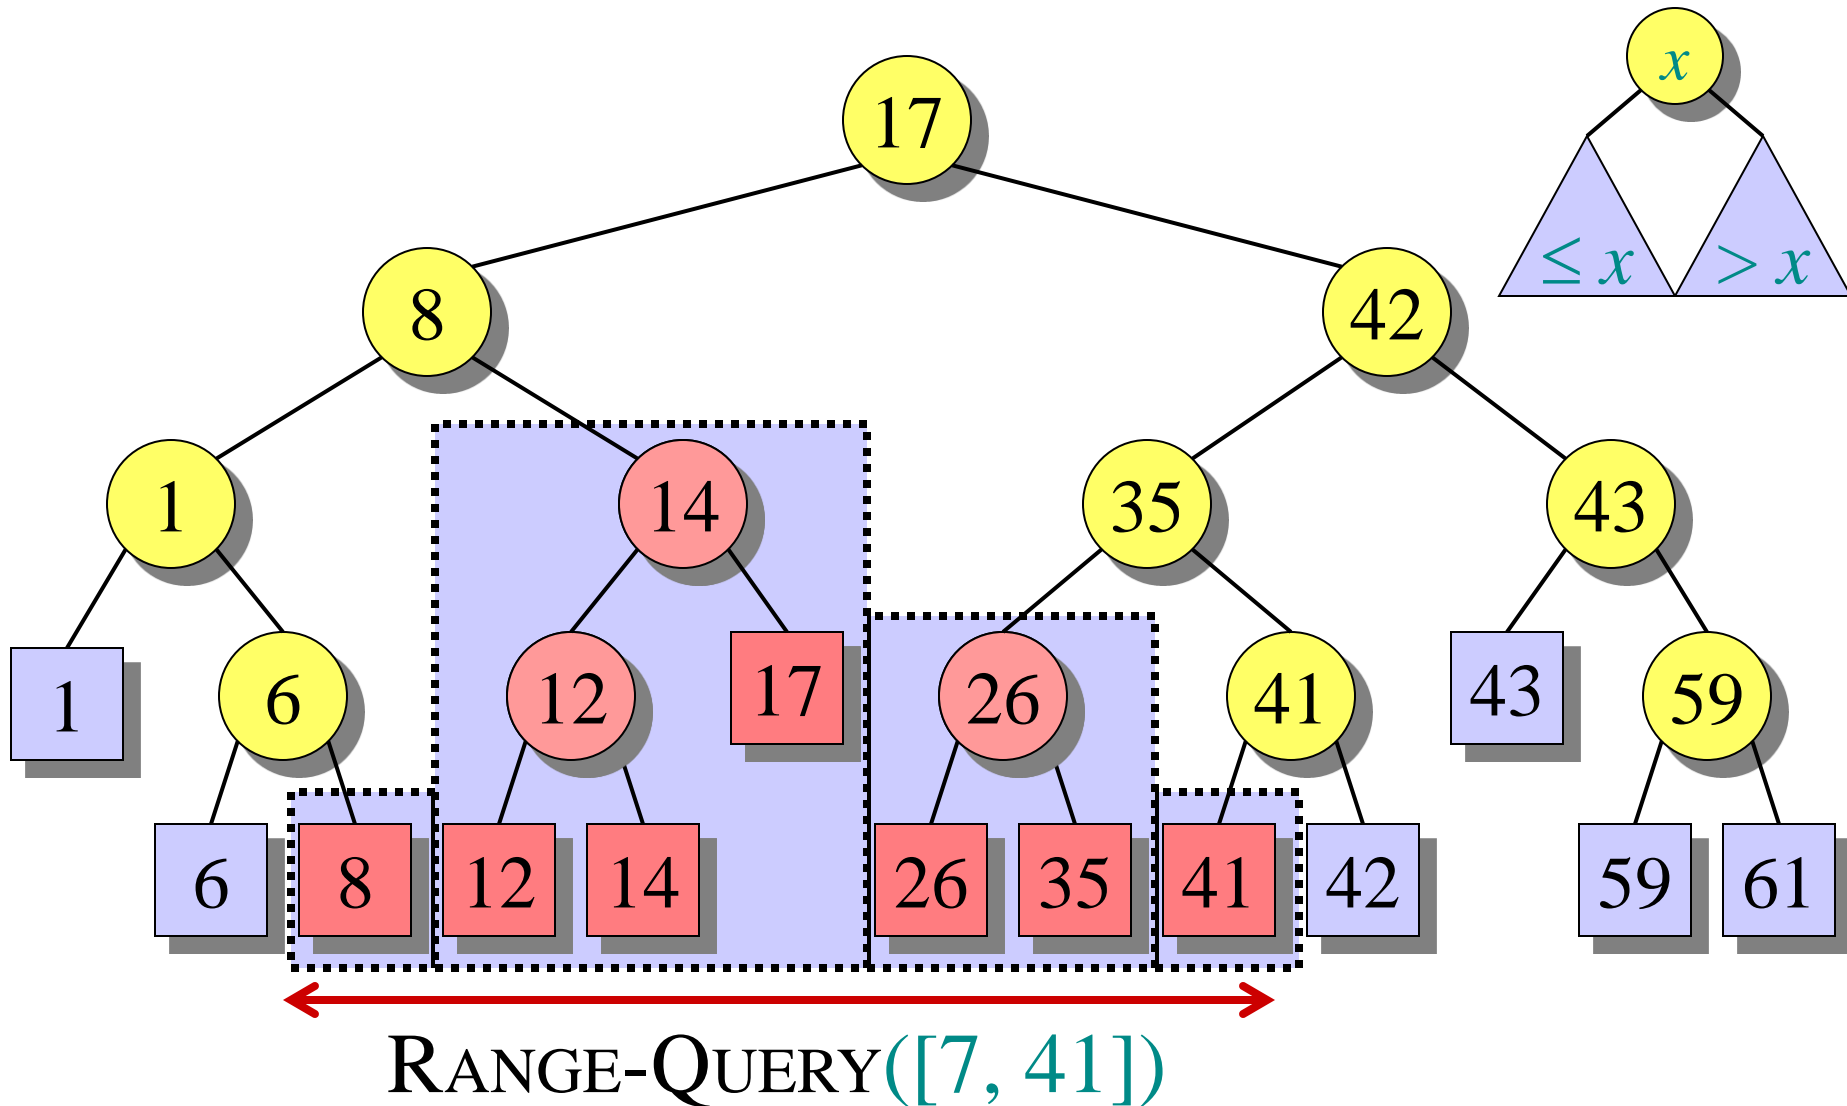 x
17
≤ x > x
8 42
1 14 35 43
1 6 12 17 26 41 43 59
6 8 12 14 26 35 41 42 59 61
RANGE-QUERY([7, 41])